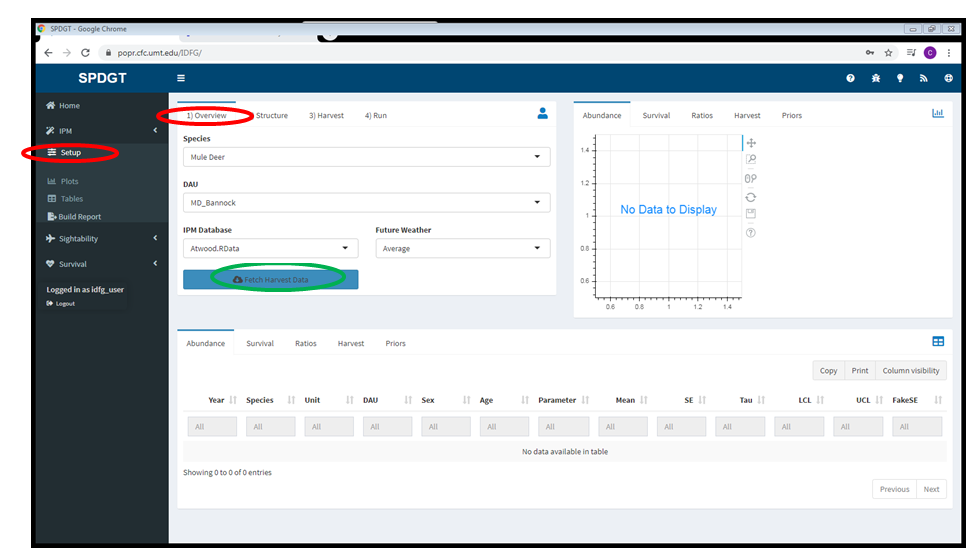 SPDGT - Google Chrome
popr.cfc.umt.edu/IDFG/
C
SPDGT
Home
IPM
Setup
Plots
Tables
Build Report
Sightability
Survival
Logged in as idfg_user
Logout
1) Overview Structure 3) Harvest 4) Run
Species
Mule Deer
DAU
MD_Bannock
IPM Database Future Weather
Atwood.RData Average
Fetch Harvest Data
Abundance Survival Ratios Harvest Priors
1.4
1.2
1
0.8
0.6
No Data to Display
0.6 0.8 1 1.2 1.4
Abundance Survival Ratios Harvest Priors
Copy Print Column visibility
Year Species Unit DAU Sex Age Parameter Mean SE Tau LCL UCL FakeSE
All All All All All All All All All All All All All
No data available in table
Showing 0 to 0 of 0 entries
Previous Next